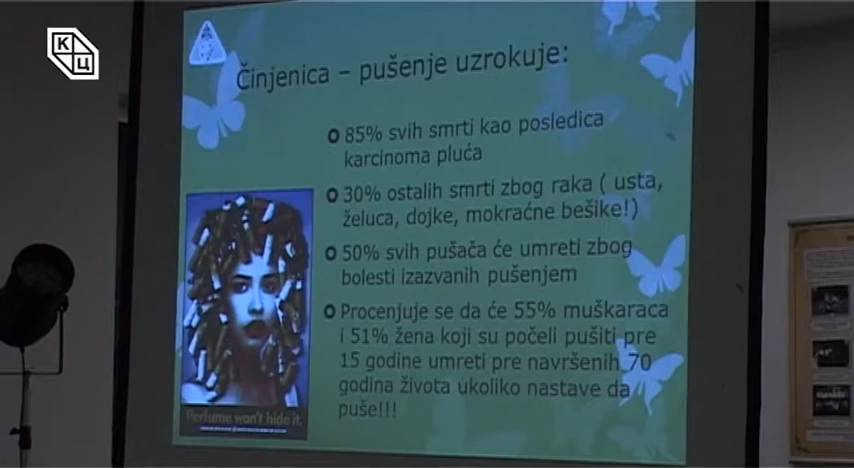 К
Ц
Činjenica – pušenje uzrokuje:
85% svih smrti kao posledica
karcinoma pluća
30% ostalih smrti zbog raka ( usta,
želuca, dojke, mokraćne bešike!)
50% svih pušača će umreti zbog
bolesti izazvanih pušenjem
Procenjuje se da će 55% muškaraca
i 51% žena koji su počeli pušiti pre
15 godine umreti pre navršenih 70
godina života ukoliko nastave da
puše!!!
Perfume won't hide it.